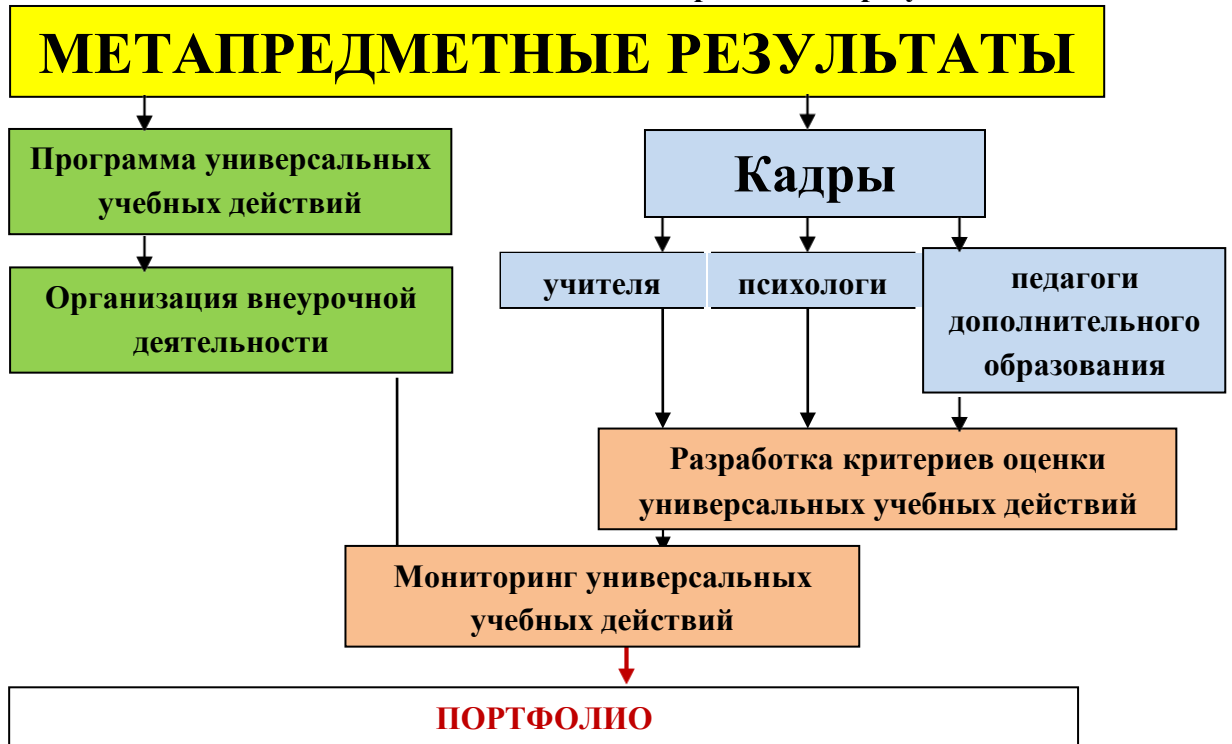 МЕТАПРЕДМЕТНЫЕ РЕЗУЛЬТАТЫ
Программа универсальных
учебных действий
Кадры
Организация внеурочной
деятельности
учителя
психологи
педагоги
дополнительного
образования
Разработка критериев оценки
универсальных учебных действий
Мониторинг универсальных
учебных действий
ПОРТФОЛИО